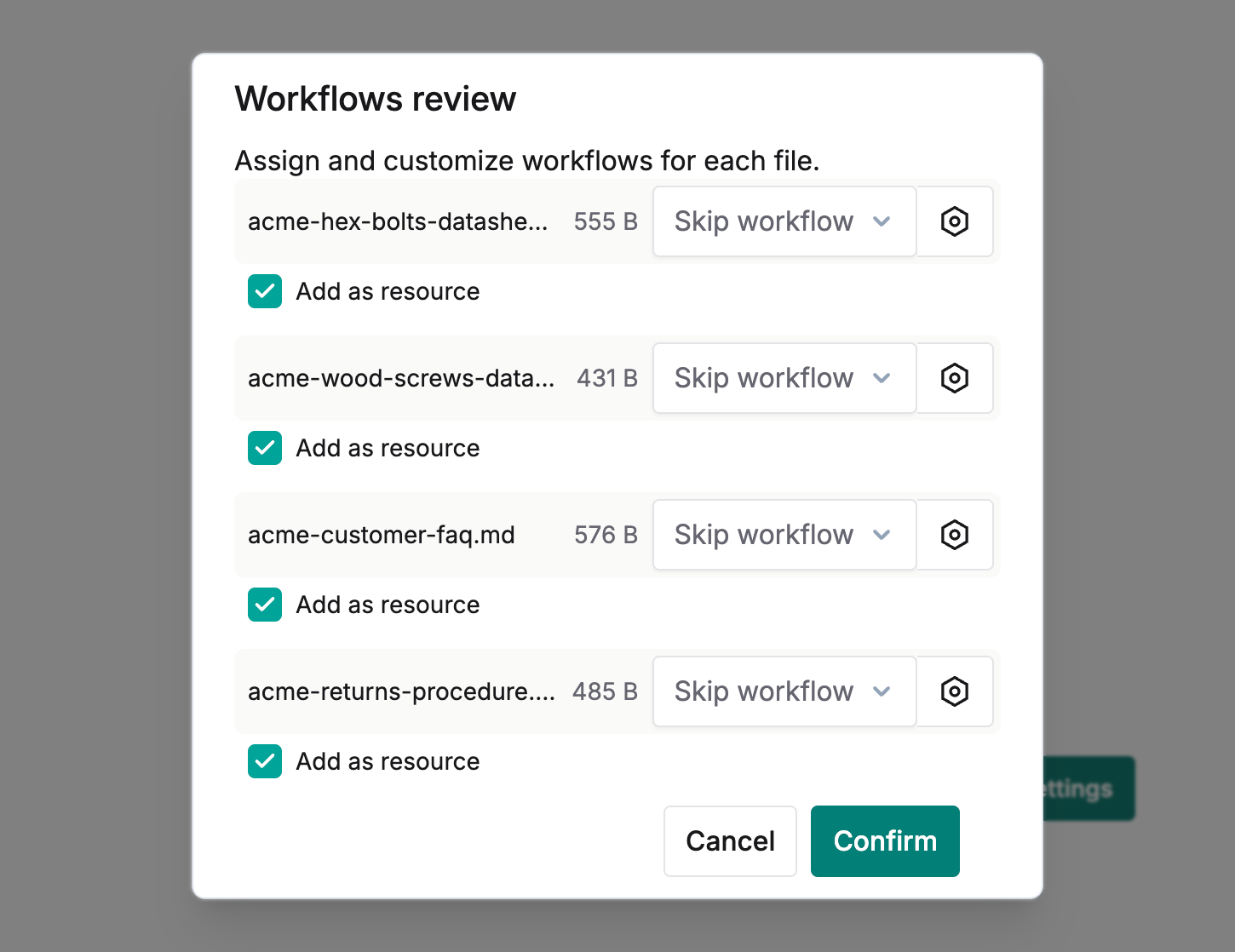 Workflows review
Assign and customize workflows for each file.
acme-hex-bolts-datashe... 555 B Skip workflow
Add as resource
acme-wood-screws-data... 431 B Skip workflow
Add as resource
acme-customer-faq.md 576 B Skip workflow
Add as resource
acme-returns-procedure.... 485 B Skip workflow
Add as resource
ettings
Cancel Confirm